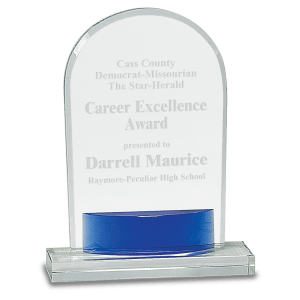 Cass County
Democrat-Missourian
The Star-Herald
Career Excellence
Award
presented to
Darrell Maurice
Raymore-Peculiar High School